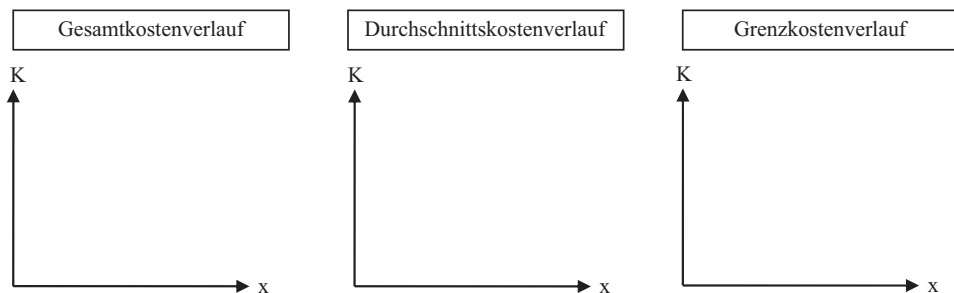 Gesamtkostenverlauf
Durchschnittskostenverlauf
Grenzkostenverlauf
K
K
K
x
x
x